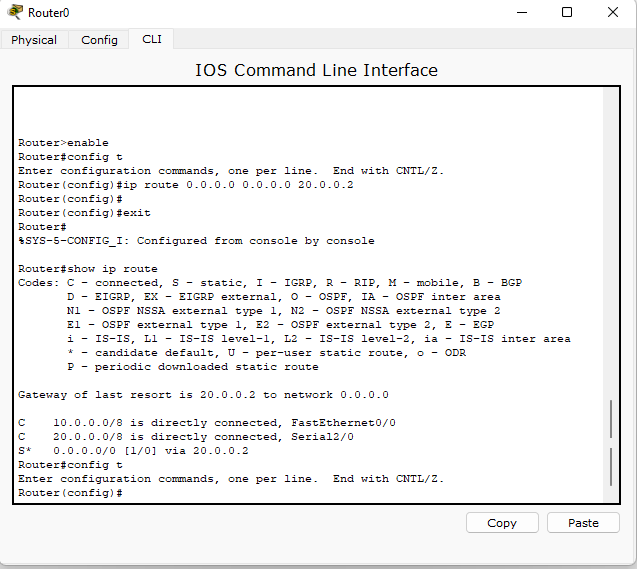 Router0
Physical Config CLI
IOS Command Line Interface
Router>enable
Router#config t
Enter configuration commands, one per line.  End with CNTL/Z.
Router(config)#ip route 0.0.0.0 0.0.0.0 20.0.0.2
Router(config)#
Router(config)#exit
Router#
%SYS-5-CONFIG_I: Configured from console by console
Router#show ip route
Codes: C - connected, S - static, I - IGRP, R - RIP, M - mobile, B - BGP
D - EIGRP, EX - EIGRP external, O - OSPF, IA - OSPF inter area
N1 - OSPF NSSA external type 1, N2 - OSPF NSSA external type 2
E1 - OSPF external type 1, E2 - OSPF external type 2, E - EGP
i - IS-IS, L1 - IS-IS level-1, L2 - IS-IS level-2, ia - IS-IS inter area
* - candidate default, U - per-user static route, o - ODR
P - periodic downloaded static route
Gateway of last resort is 20.0.0.2 to network 0.0.0.0
C    10.0.0.0/8 is directly connected, FastEthernet0/0
C    20.0.0.0/8 is directly connected, Serial2/0
S*   0.0.0.0/0 [1/0] via 20.0.0.2
Router#config t
Enter configuration commands, one per line.  End with CNTL/Z.
Router(config)#
Copy Paste